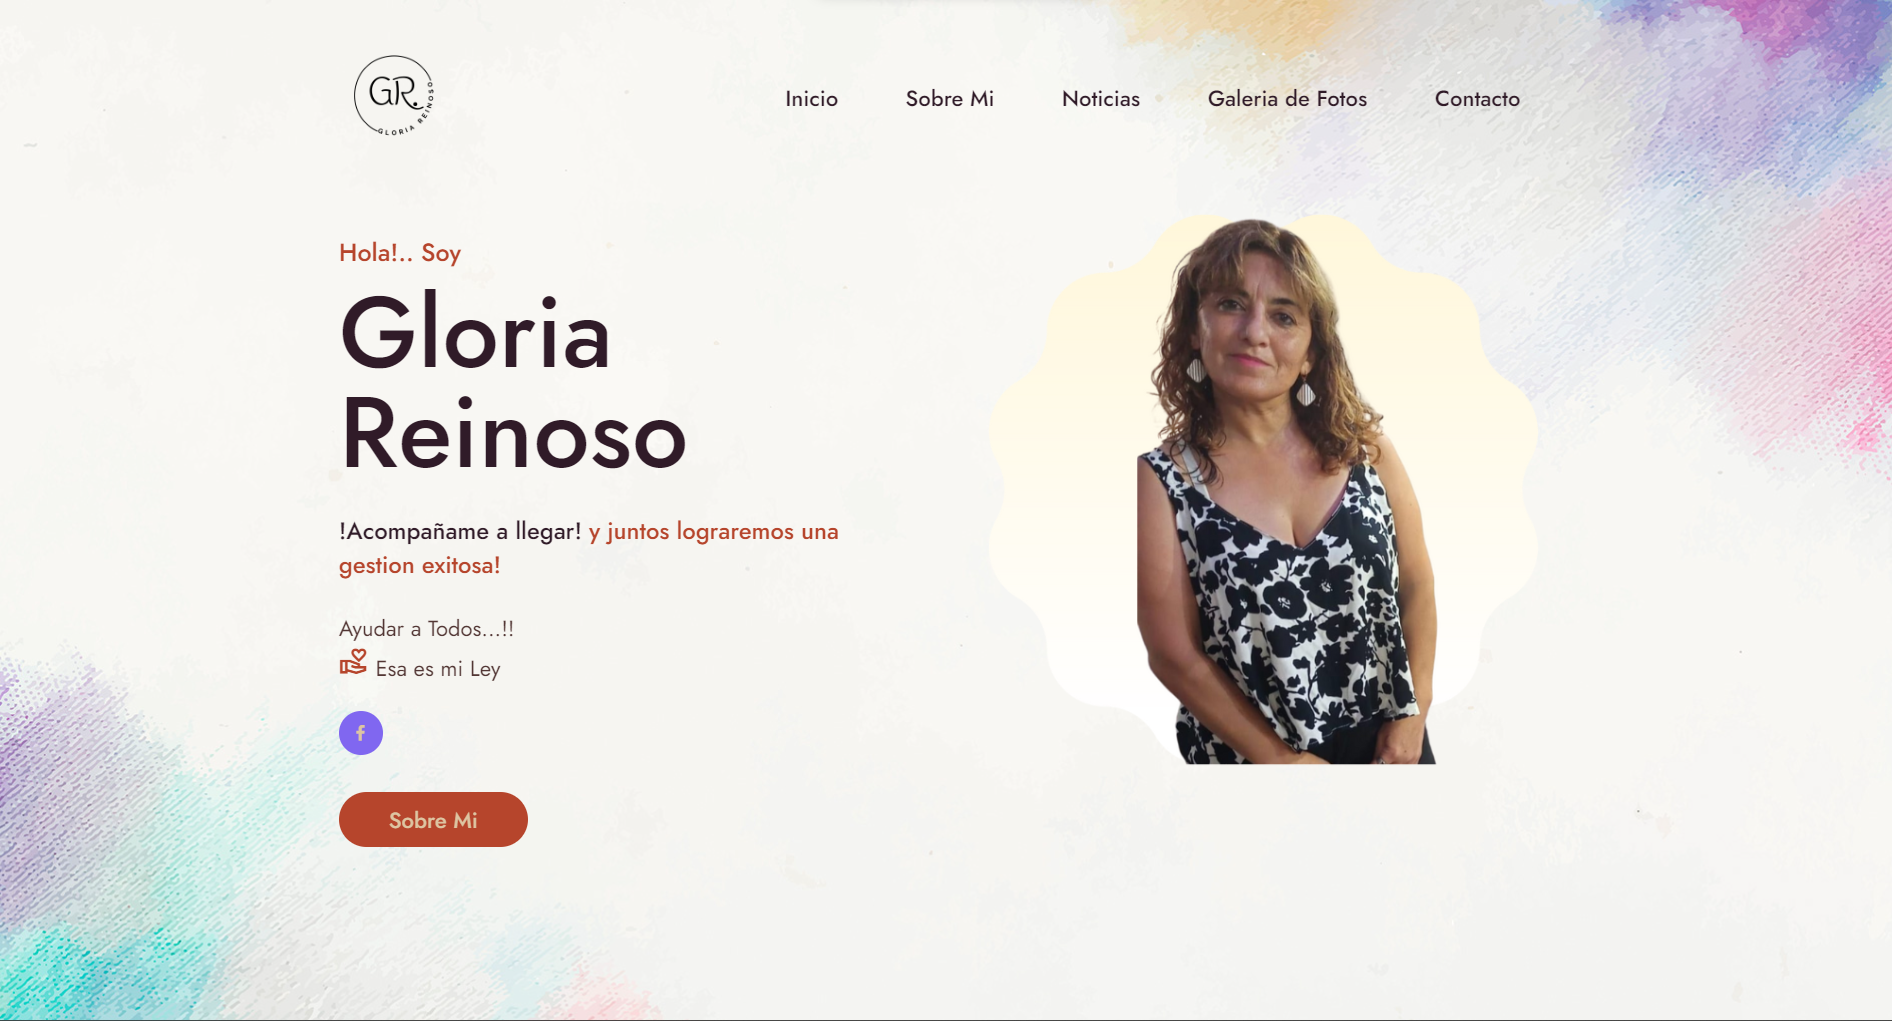 GR.
GLORIA REINOSO
Inicio
Sobre Mi
Noticias
Galeria de Fotos
Contacto
Hola!.. Soy
Gloria
Reinoso
!Acompañame a llegar! y juntos lograremos una
gestion exitosa!
Ayudar a Todos...!!
Esa es mi Ley
Sobre Mi